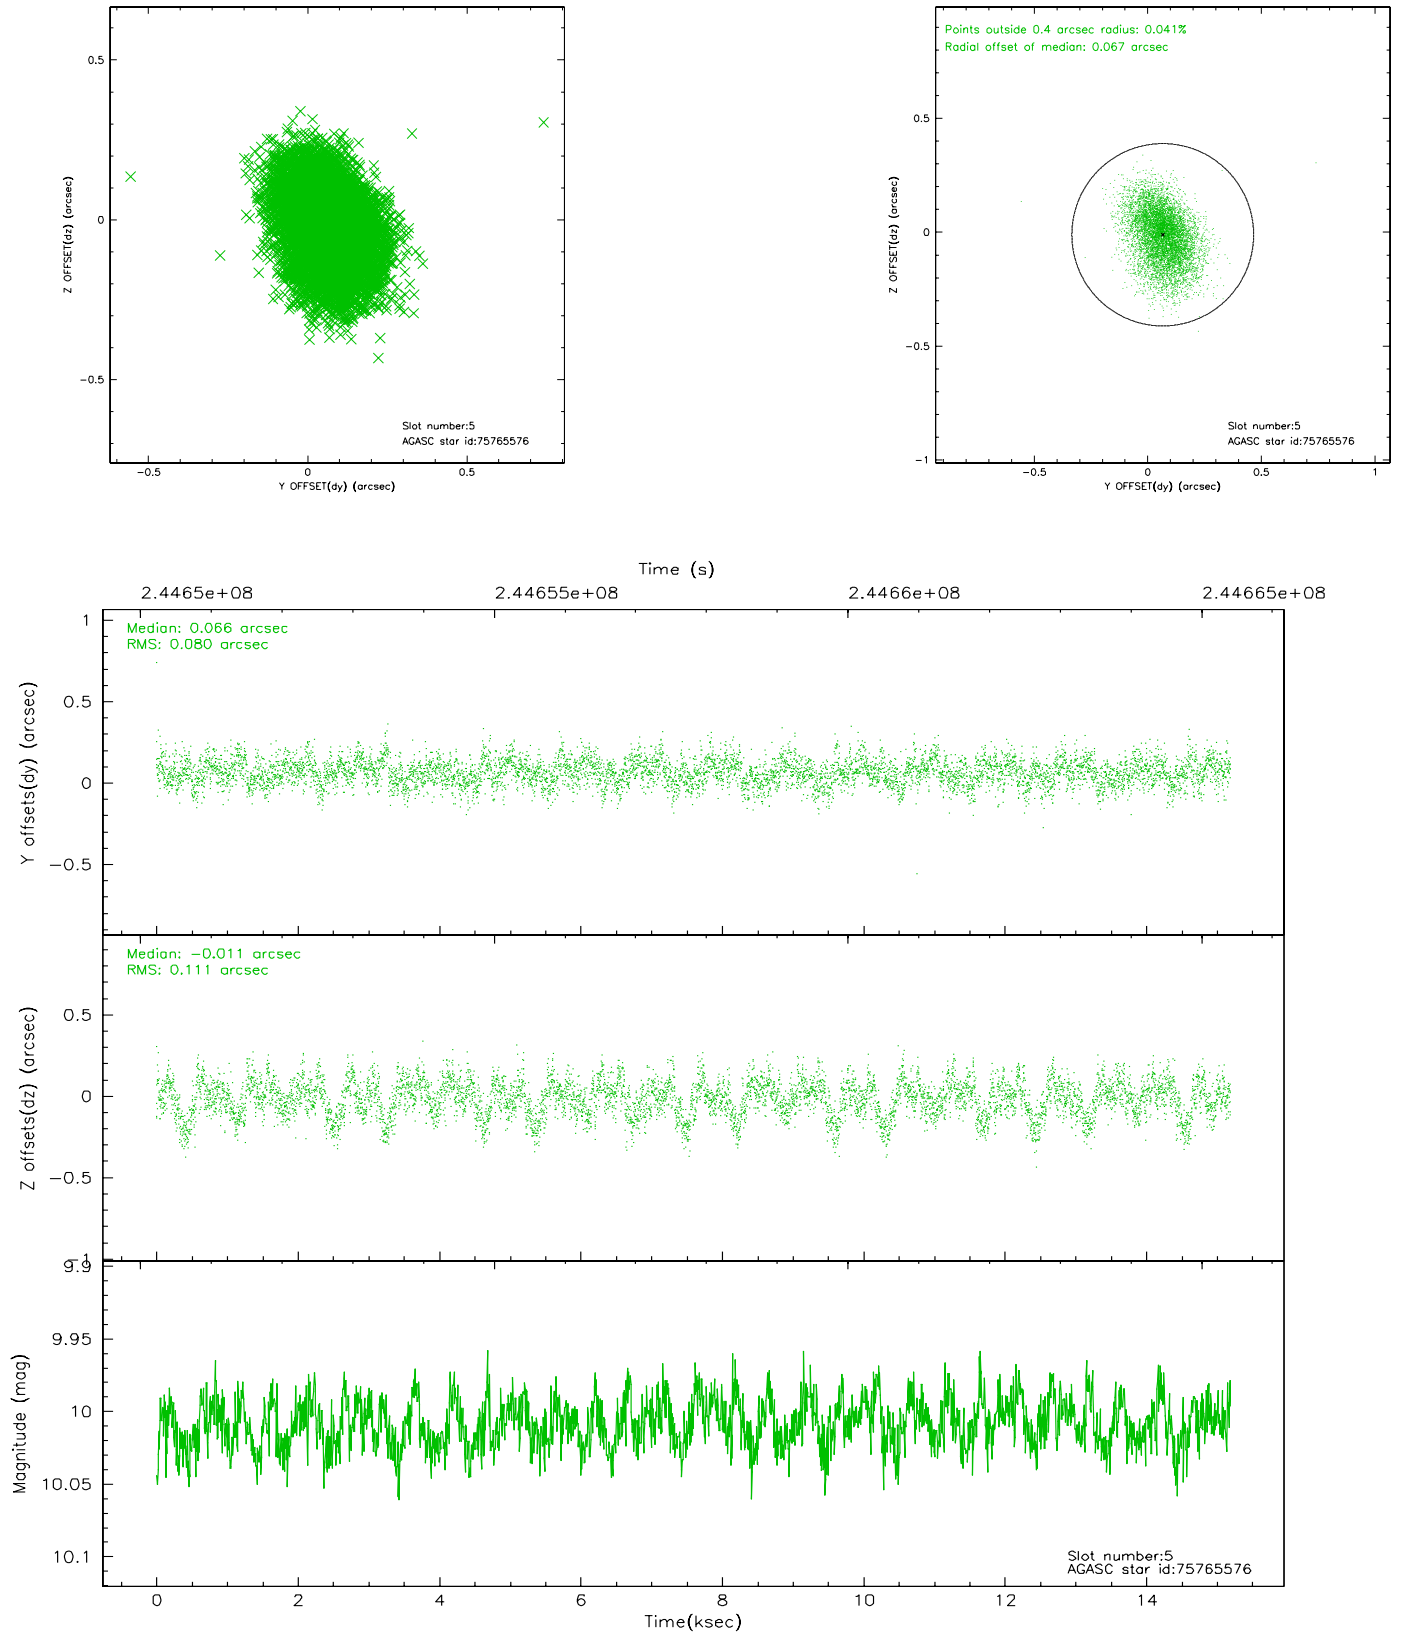 0.5
0
-0.5
Z OFFSET(dz) (arcsec)
Slot number:5
AGASC star id:75765576
-0.5
0
0.5
Y OFFSET(dy) (arcsec)
Points outside 0.4 arcsec radius: 0.041%
Radial offset of median: 0.067 arcsec
0.5
0
-0.5
-1
Z OFFSET(dz) (arcsec)
Slot number:5
AGASC star id:75765576
-0.5
0
0.5
1
Y OFFSET(dy) (arcsec)
Time (s)
2.4465e+08
2.44655e+08
2.4466e+08
2.44665e+08
Median: 0.066 arcsec
RMS: 0.080 arcsec
1
0.5
0
-0.5
Y offsets(dy) (arcsec)
Median: -0.011 arcsec
RMS: 0.111 arcsec
0.5
0
-0.5
-1
Z offsets(dz) (arcsec)
9.9
9.95
10
10.05
10.1
Magnitude (mag)
Slot number:5
AGASC star id:75765576
0
2
4
6
8
10
12
14
Time(ksec)